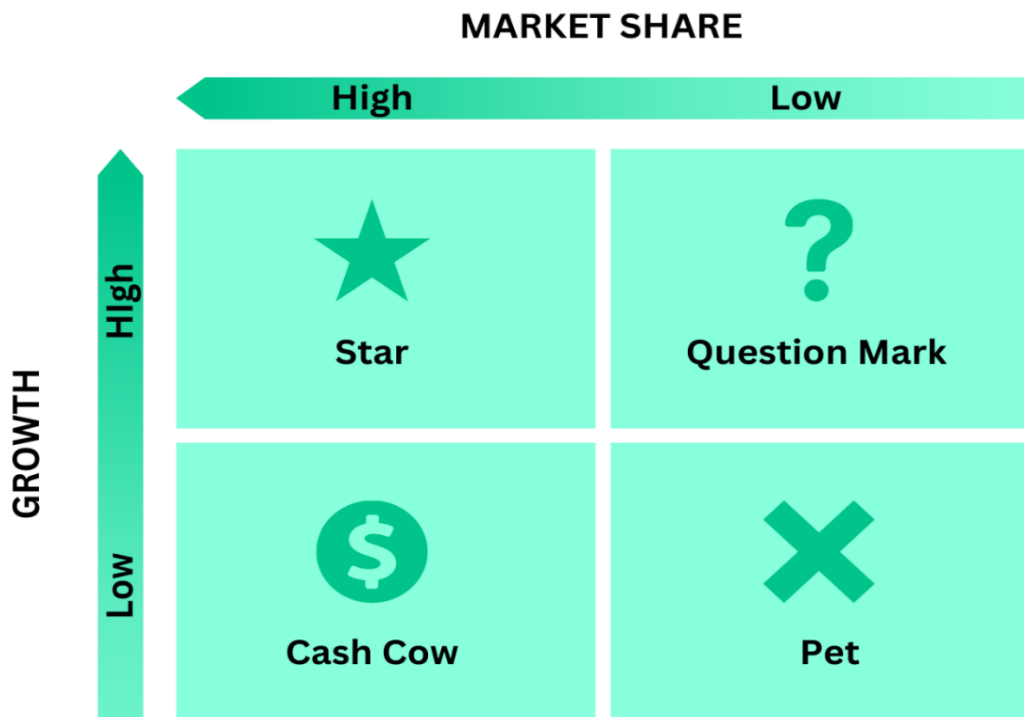 MARKET SHARE
High
Low
GROWTH
HIgh
Low
Star
Question Mark
$
Cash Cow
Pet